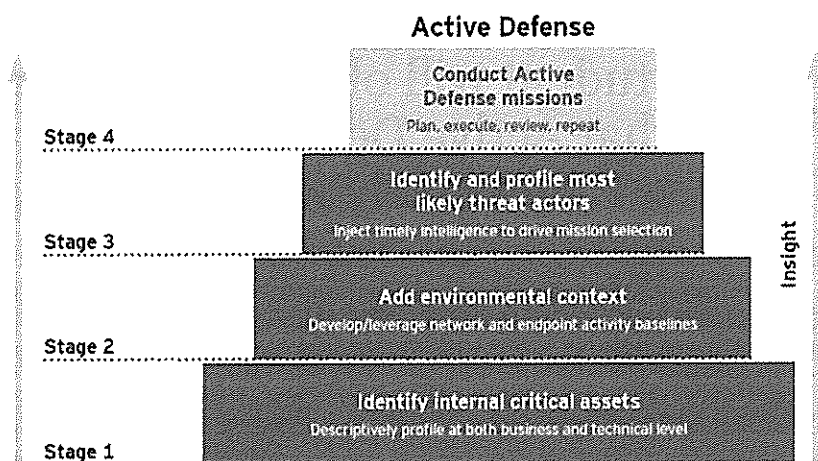 Active Defense
Conduct Active
Defense missions
Plan, execute, review, repeat
Stage 4
Identify and profile most
likely threat actors
Inject timely intelligence to drive mission selection
Stage 3
Insight
Add environmental context
Develop/leverage network and endpoint activity baselines
Stage 2
Identify internal critical assets
Descriptively profile at both business and technical level
Stage 1